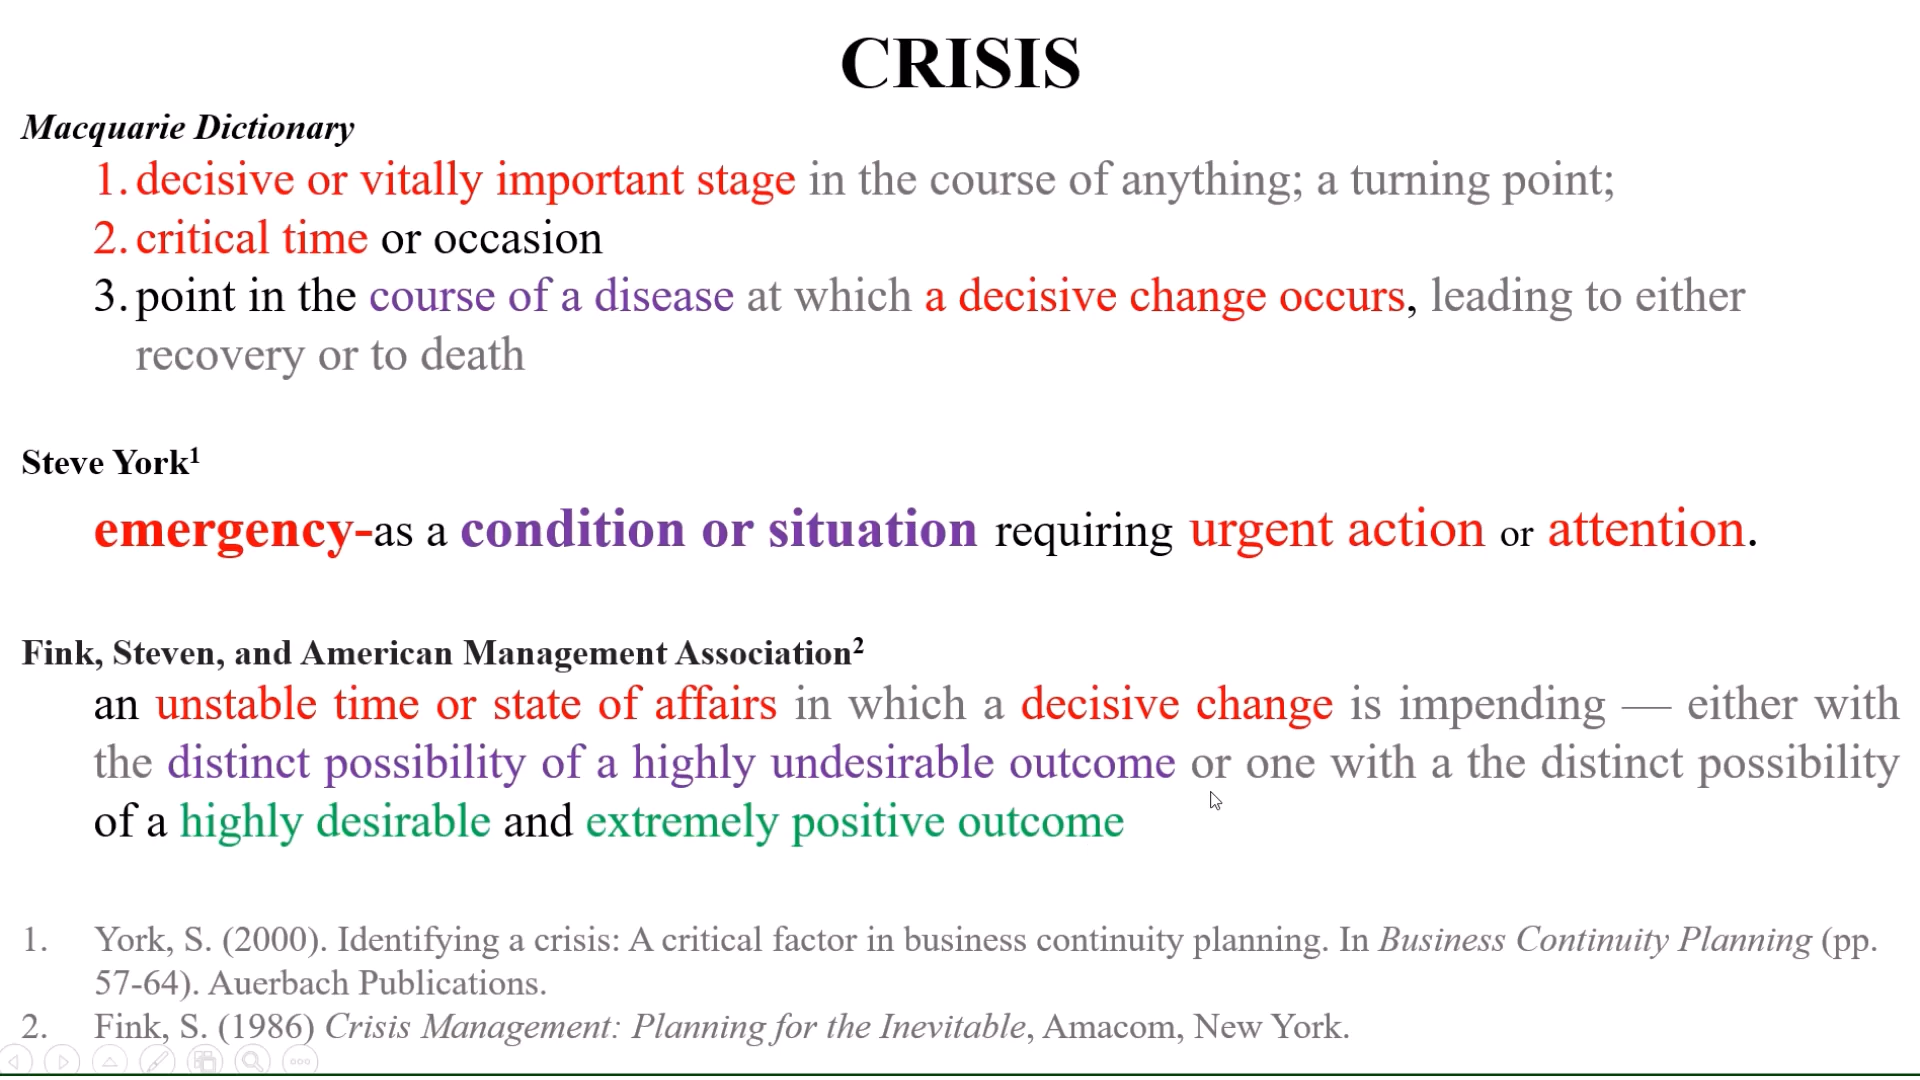 CRISIS
Macquarie Dictionary
1. decisive or vitally important stage in the course of anything; a turning point;
2. critical time or occasion
3. point in the course of a disease at which a decisive change occurs, leading to either
recovery or to death
Steve York¹
emergency-as a condition or situation requiring urgent action or attention.
Fink, Steven, and American Management Association²
an unstable time or state of affairs in which a decisive change is impending — either with
the distinct possibility of a highly undesirable outcome or one with a the distinct possibility
of a highly desirable and extremely positive outcome
1. York, S. (2000). Identifying a crisis: A critical factor in business continuity planning. In Business Continuity Planning (pp.
57-64). Auerbach Publications.
2. Fink, S. (1986) Crisis Management: Planning for the Inevitable, Amacom, New York.